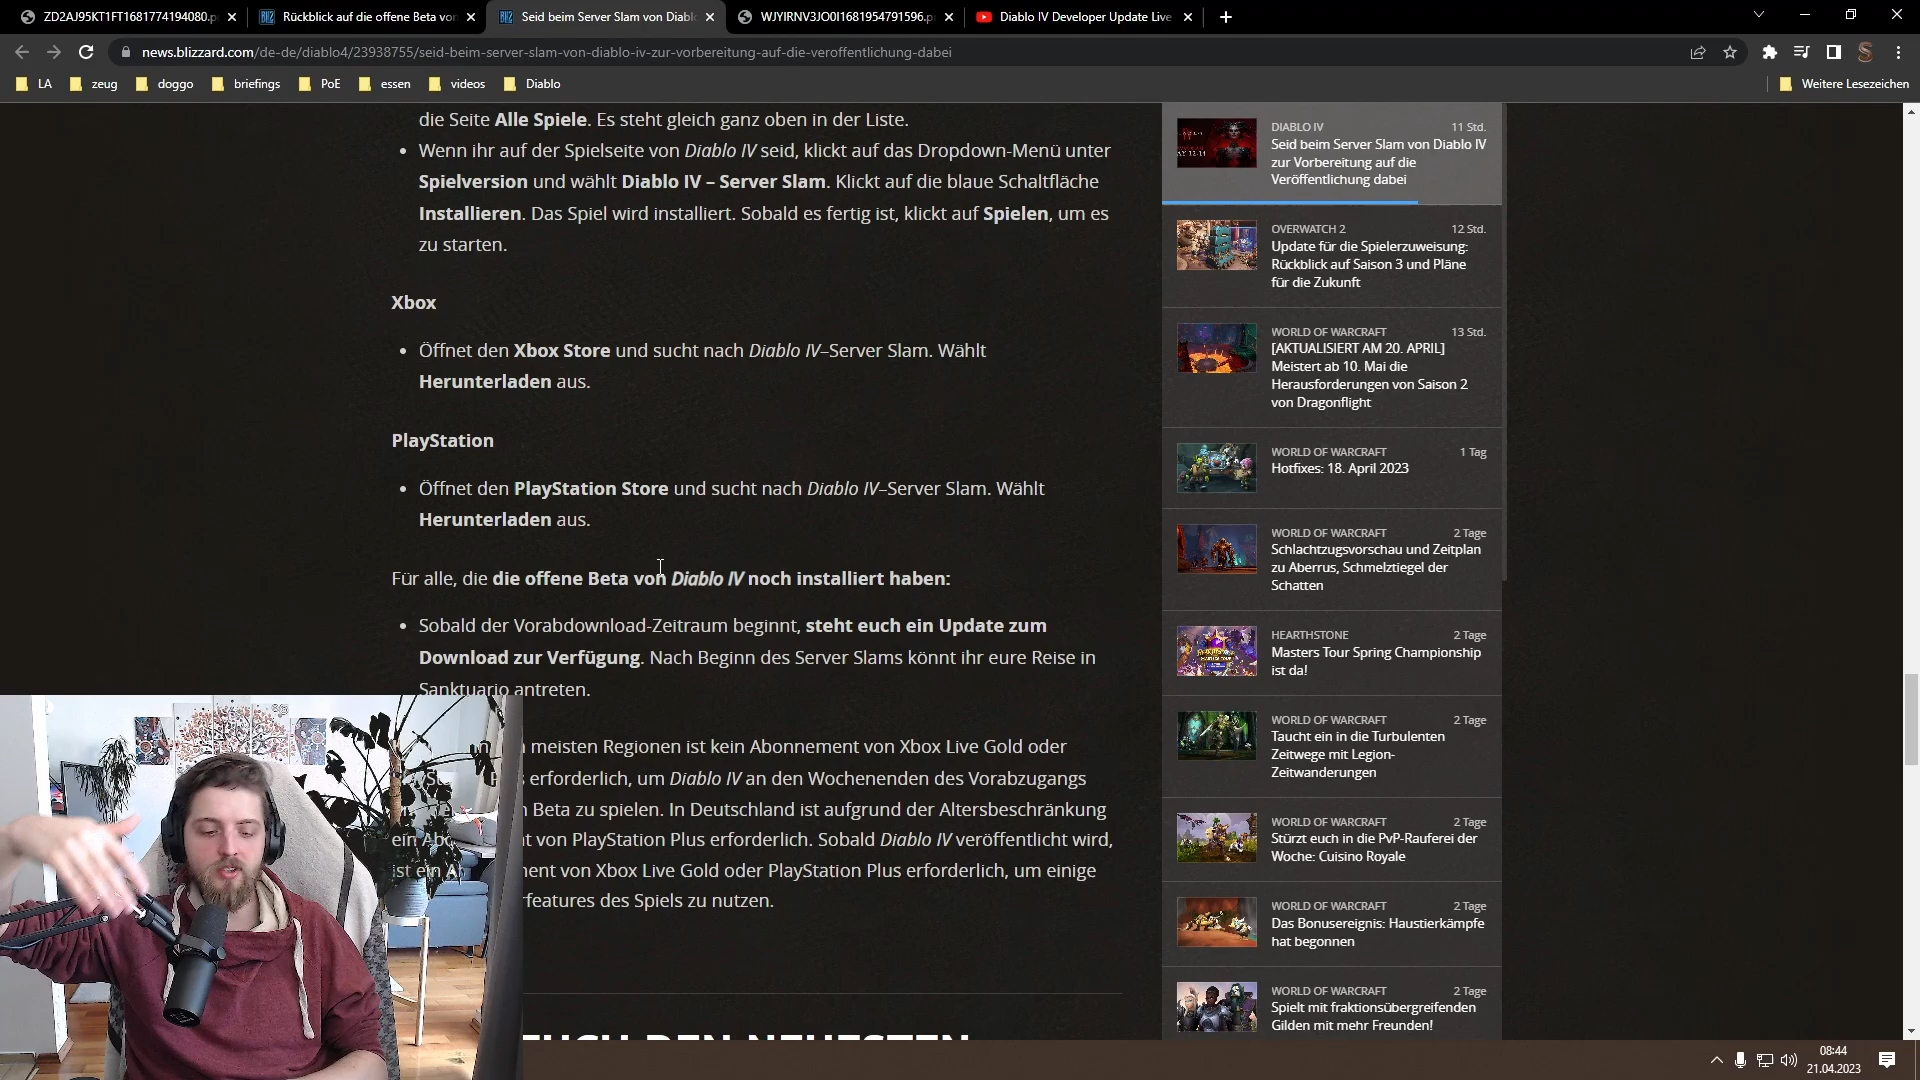 ZD2AJ95KT1FT1681774194080.p
Rückblick auf die offene Beta vor
Seid beim Server Slam von Diabl
WJYIRNV3JO0I1681954791596.p
Diablo IV Developer Update Live
news.blizzard.com/de-de/diablo4/23938755/seid-beim-server-slam-von-diablo-iv-zur-vorbereitung-auf-die-veroffentlichung-dabei
LA
zeug
doggo
briefings
PoE
essen
videos
Diablo
Weitere Lesezeichen
die Seite Alle Spiele. Es steht gleich ganz oben in der Liste.
• Wenn ihr auf der Spielseite von Diablo IV seid, klickt auf das Dropdown-Menü unter
Spielversion und wählt Diablo IV – Server Slam. Klickt auf die blaue Schaltfläche
Installieren. Das Spiel wird installiert. Sobald es fertig ist, klickt auf Spielen, um es
zu starten.
Xbox
• Öffnet den Xbox Store und sucht nach Diablo IV–Server Slam. Wählt
Herunterladen aus.
PlayStation
• Öffnet den PlayStation Store und sucht nach Diablo IV–Server Slam. Wählt
Herunterladen aus.
Für alle, die die offene Beta von Diablo IV noch installiert haben:
• Sobald der Vorabdownload-Zeitraum beginnt, steht euch ein Update zum
Download zur Verfügung. Nach Beginn des Server Slams könnt ihr eure Reise in
Sanktuario antreten.
meisten Regionen ist kein Abonnement von Xbox Live Gold oder
erforderlich, um Diablo IV an den Wochenenden des Vorabzugangs
Beta zu spielen. In Deutschland ist aufgrund der Altersbeschränkung
ein von PlayStation Plus erforderlich. Sobald Diablo IV veröffentlicht wird,
ist ein von Xbox Live Gold oder PlayStation Plus erforderlich, um einige
des Spiels zu nutzen.
DIABLO IV
11 Std.
Seid beim Server Slam von Diablo IV
zur Vorbereitung auf die
Veröffentlichung dabei
OVERWATCH 2
12 Std.
Update für die Spielerzuweisung:
Rückblick auf Saison 3 und Pläne
für die Zukunft
WORLD OF WARCRAFT
13 Std.
[AKTUALISIERT AM 20. APRIL]
Meistert ab 10. Mai die
Herausforderungen von Saison 2
von Dragonflight
WORLD OF WARCRAFT
1 Tag
Hotfixes: 18. April 2023
WORLD OF WARCRAFT
2 Tage
Schlachtzugsvorschau und Zeitplan
zu Aberrus, Schmelztiegel der
Schatten
HEARTHSTONE
2 Tage
Masters Tour Spring Championship
ist da!
WORLD OF WARCRAFT
2 Tage
Taucht ein in die Turbulenten
Zeitwege mit Legion-
Zeitwanderungen
WORLD OF WARCRAFT
2 Tage
Stürzt euch in die PvP-Rauferei der
Woche: Cuisino Royale
WORLD OF WARCRAFT
2 Tage
Das Bonusereignis: Haustierkämpfe
hat begonnen
WORLD OF WARCRAFT
2 Tage
Spielt mit fraktionsübergreifenden
Gilden mit mehr Freunden!
08:44
21.04.2023